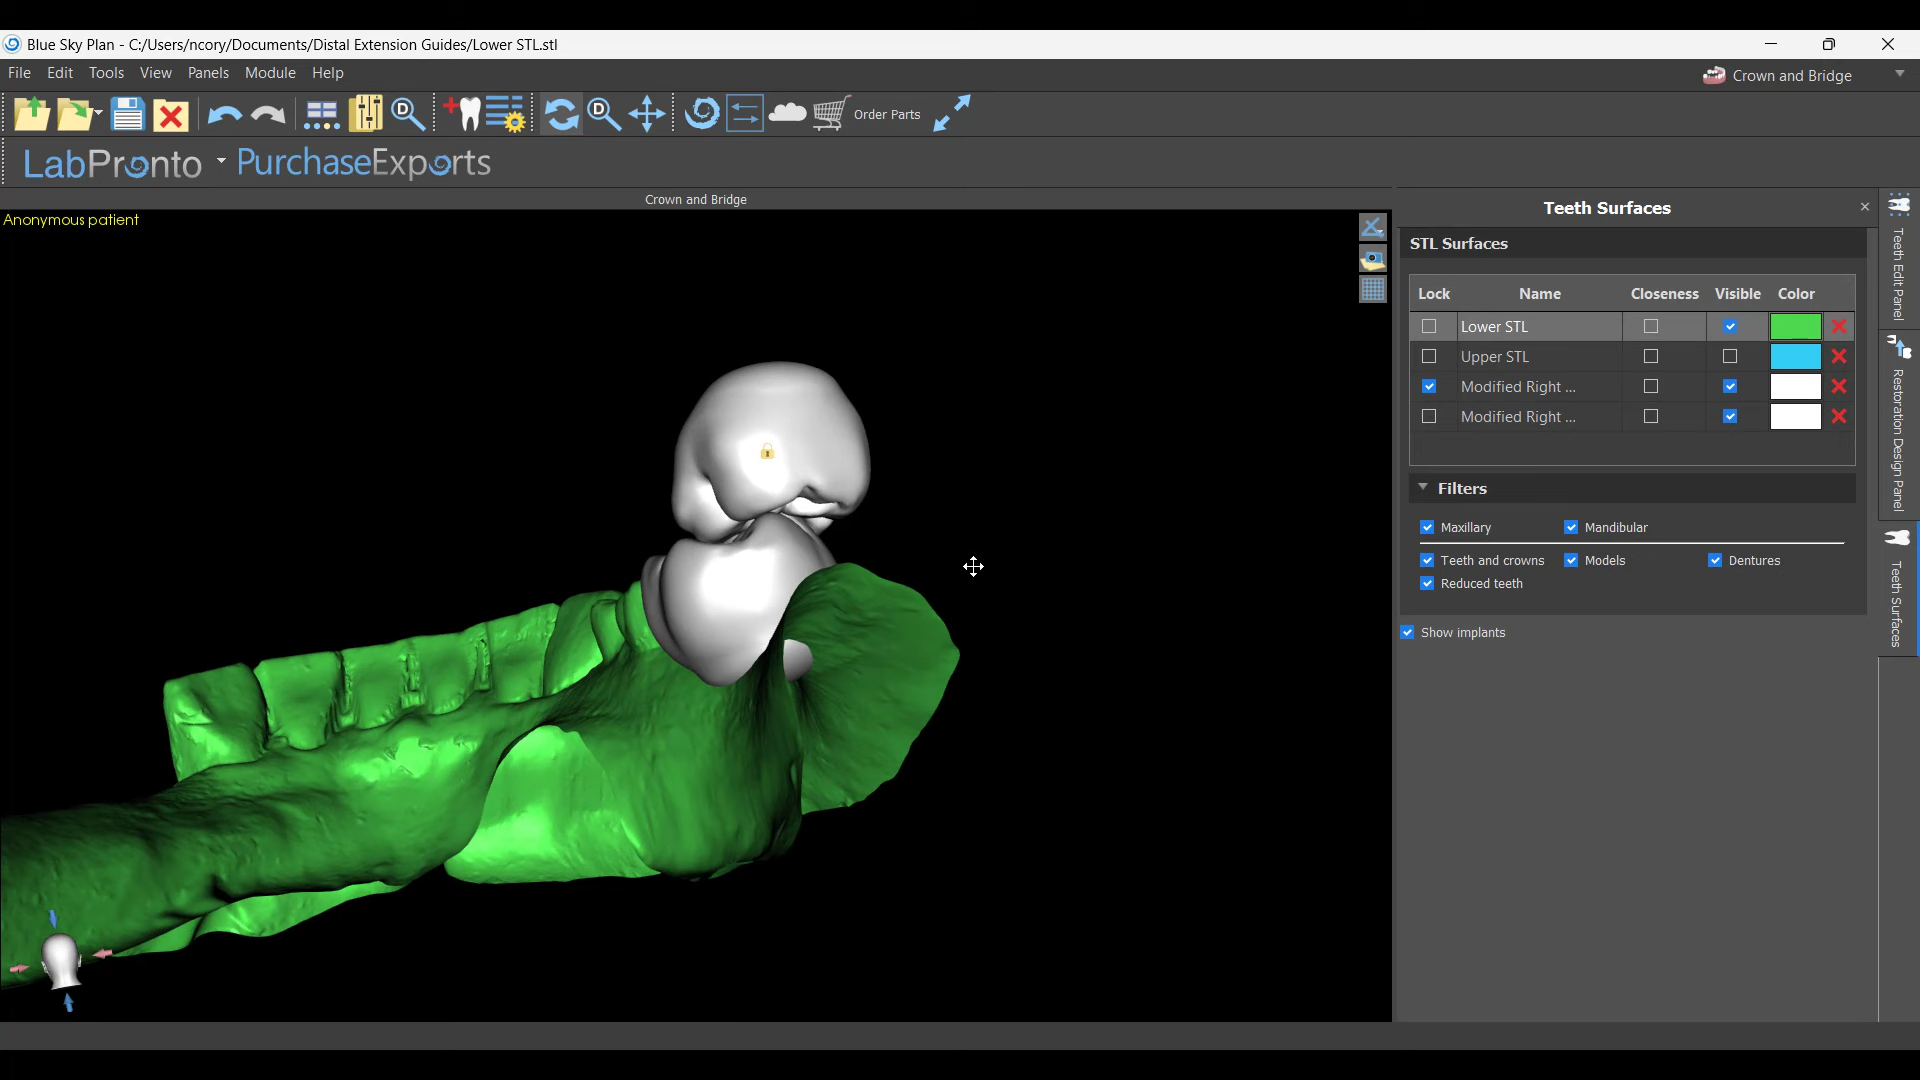 Blue Sky Plan - C:/Users/ncory/Documents/Distal Extension Guides/Lower STL.stl
File Edit Tools View Panels Module Help
Crown and Bridge
Order Parts
LabPronto PurchaseExports
Crown and Bridge
Anonymous patient
Teeth Surfaces
STL Surfaces
Lock Name Closeness Visible Color
Lower STL
Upper STL
Modified Right ...
Modified Right ...
Filters
Maxillary Mandibular
Teeth and crowns Models Dentures
Reduced teeth
Show implants
Teeth Edit Panel
Restoration Design Panel
Teeth Surfaces